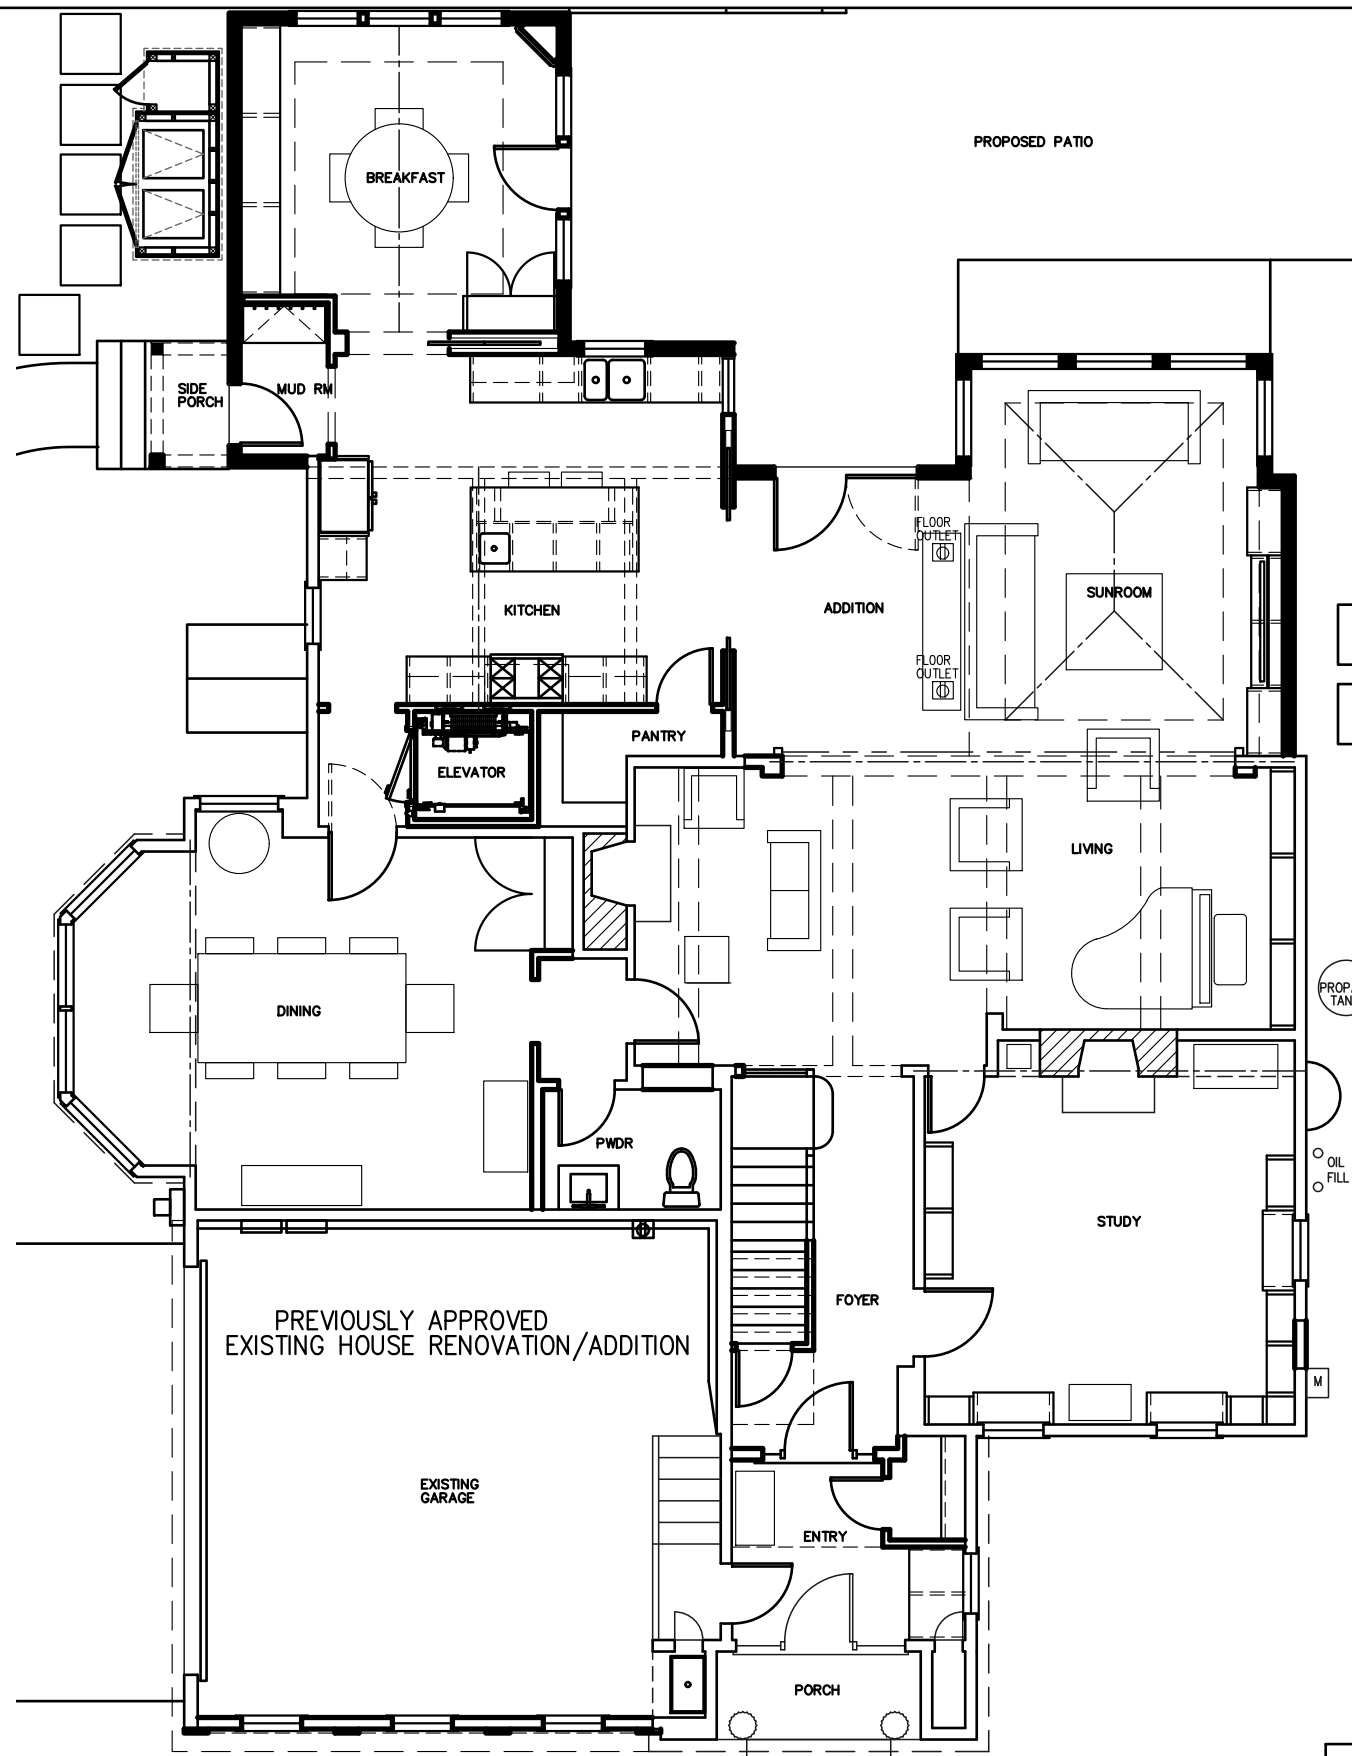 PROPOSED PATIO
BREAKFAST
SIDE
PORCH
MUD RM
FLOOR
OUTLET
SUNROOM
KITCHEN
ADDITION
FLOOR
OUTLET
PANTRY
ELEVATOR
LIVING
DINING
PWDR
OIL
FILL
STUDY
FOYER
PREVIOUSLY APPROVED
EXISTING HOUSE RENOVATION/ADDITION
M
EXISTING
GARAGE
ENTRY
PORCH